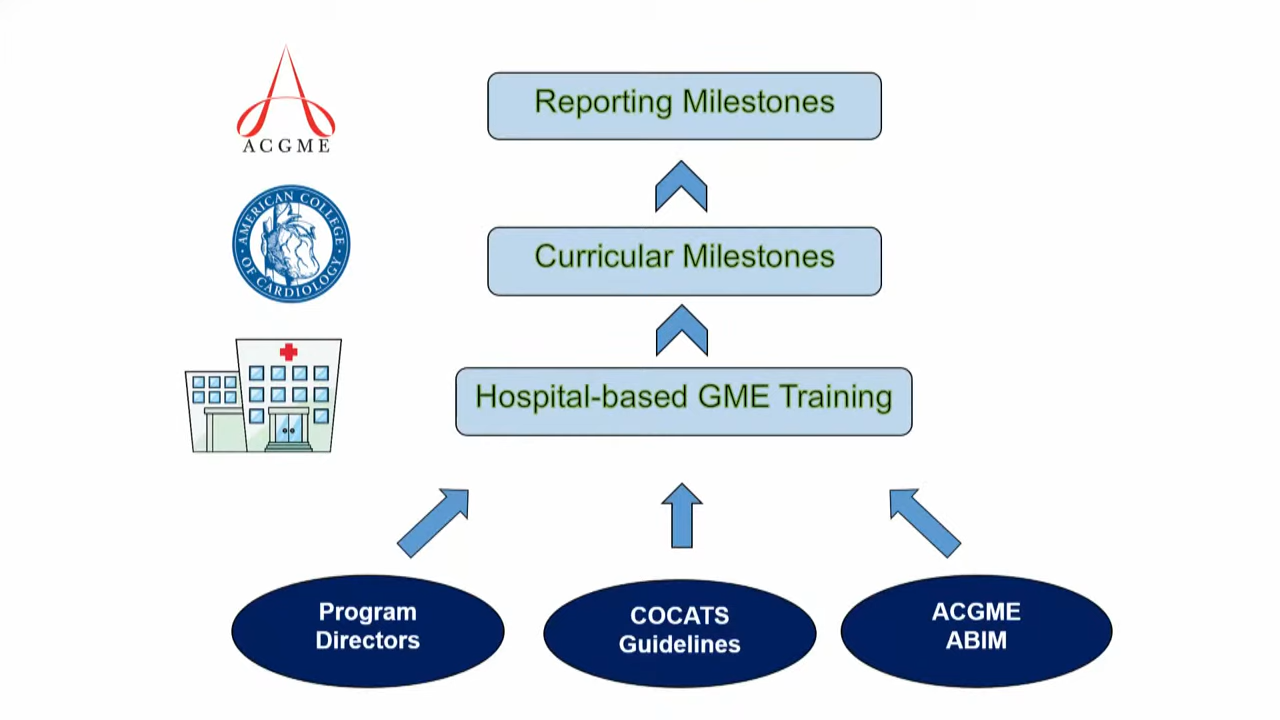 ACGME
Reporting Milestones
AMERICAN COLLEGE
· OF CARDIOLOGY ·
Curricular Milestones
Hospital-based GME Training
Program
Directors
COCATS
Guidelines
ACGME
ABIM